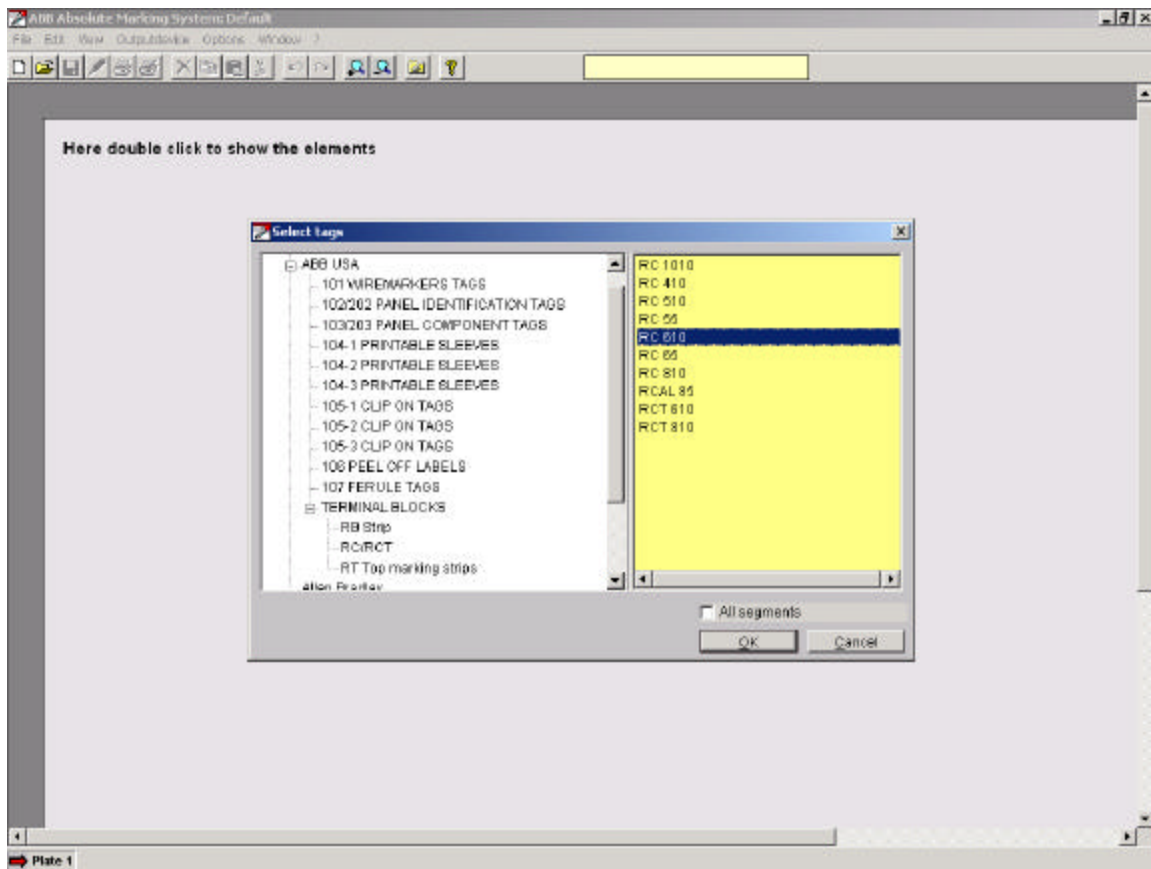 ABB Absolute Marking System: Default
File Edit View Outputdevice Options Window ?
Here double click to show the elements
Select tags
ABB USA
101 WIREMARKERS TAGS
102/202 PANEL IDENTIFICATION TAGS
103/203 PANEL COMPONENT TAGS
104-1 PRINTABLE SLEEVES
104-2 PRINTABLE SLEEVES
104-3 PRINTABLE SLEEVES
105-1 CLIP ON TAGS
105-2 CLIP ON TAGS
105-3 CLIP ON TAGS
106 PEEL OFF LABELS
107 FERULE TAGS
TERMINAL BLOCKS
RB Strip
RC/RCT
RT Top marking strips
Allen Bradley
RC 1010
RC 410
RC 510
RC 55
RC 610
RC 65
RC 810
RCAL 85
RCT 610
RCT 810
All segments
OK Cancel
Plate 1